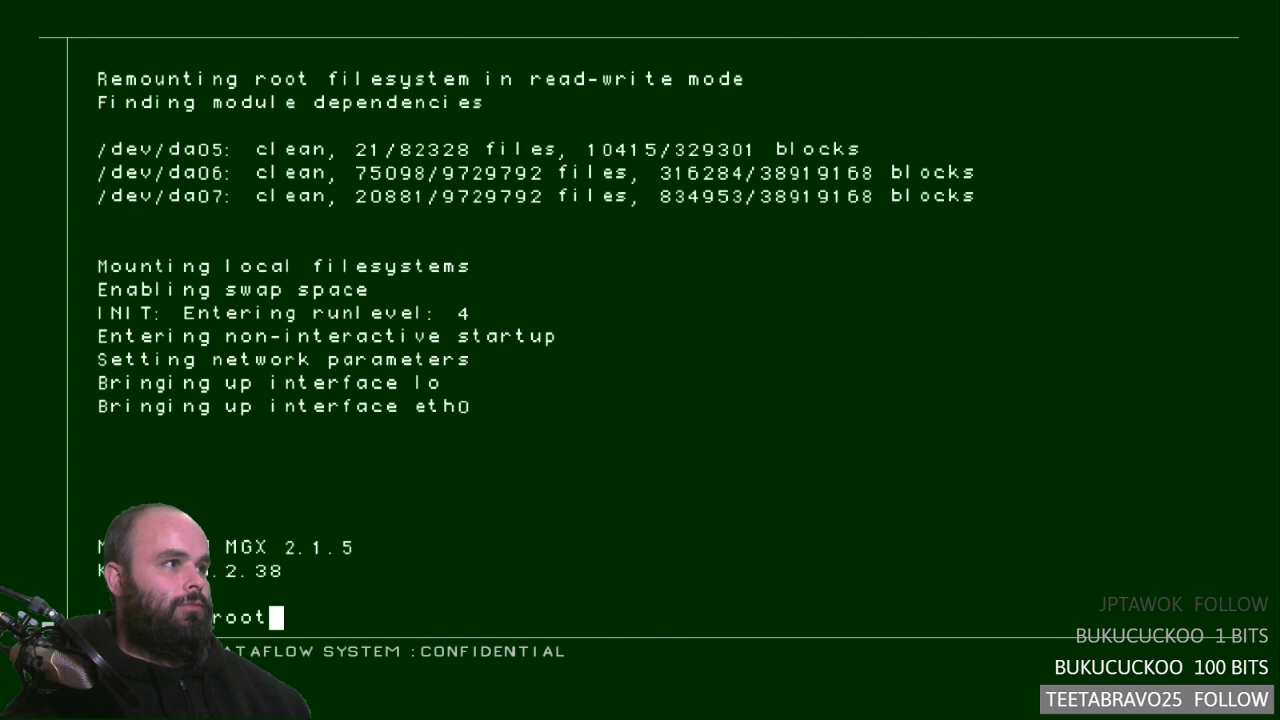 Remounting root filesystem in read-write mode
Finding module dependencies
/dev/da05: clean, 21/82328 files, 10415/329301 blocks
/dev/da06: clean, 75098/9729792 files, 316284/38919168 blocks
/dev/da07: clean, 20881/9729792 files, 834953/38919168 blocks
Mounting local filesystems
Enabling swap space
INIT: Entering runlevel: 4
Entering non-interactive startup
Setting network parameters
Bringing up interface lo
Bringing up interface eth0
MGX 2.1.5
.2.38
root
ATAFLOW SYSTEM :CONFIDENTIAL
JPTAWOK FOLLOW
BUKUCUCKOO 1 BITS
BUKUCUCKOO 100 BITS
TEETABRAVO25 FOLLOW